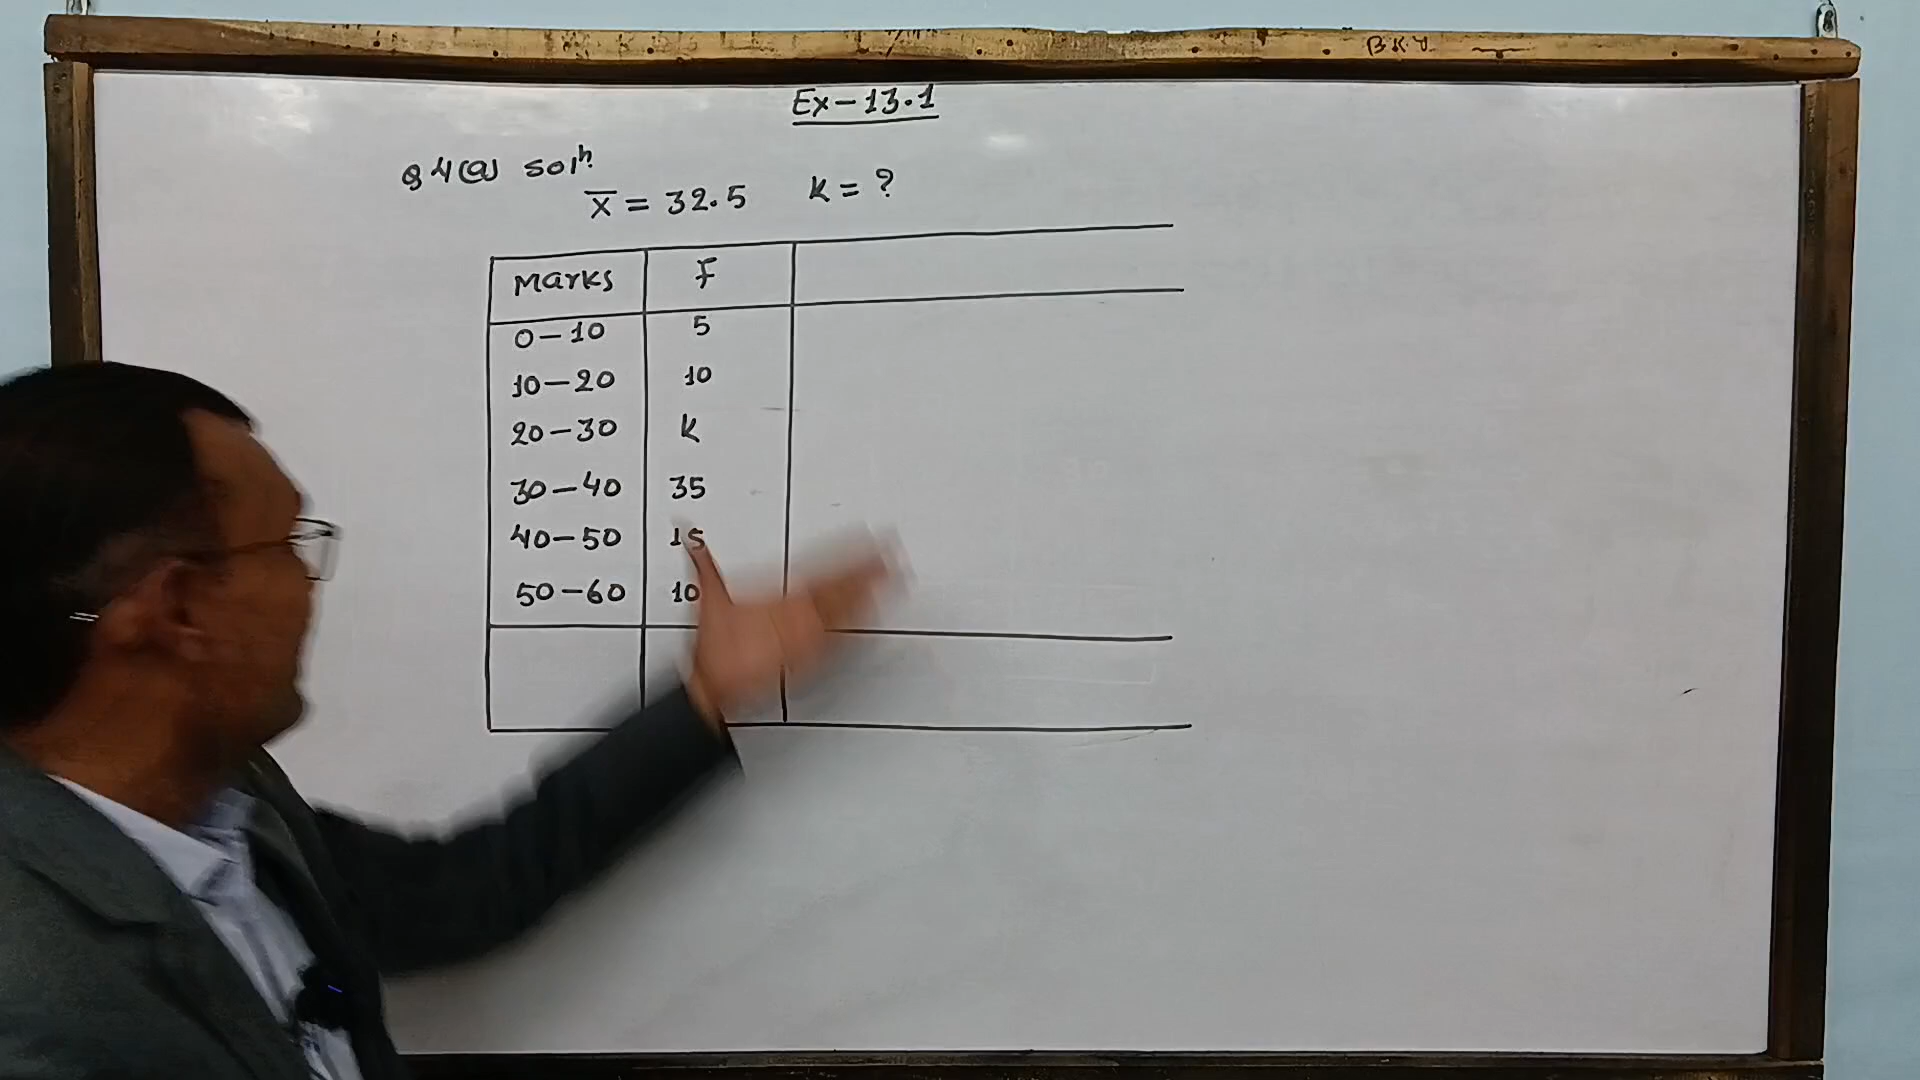 B.K.Y.
Ex-13.1
Q4(a) Solⁿ.
x̄ = 32.5 k = ?
Marks F
0-10 5
10-20 10
20-30 k
30-40 35
40-50 15
50-60 10